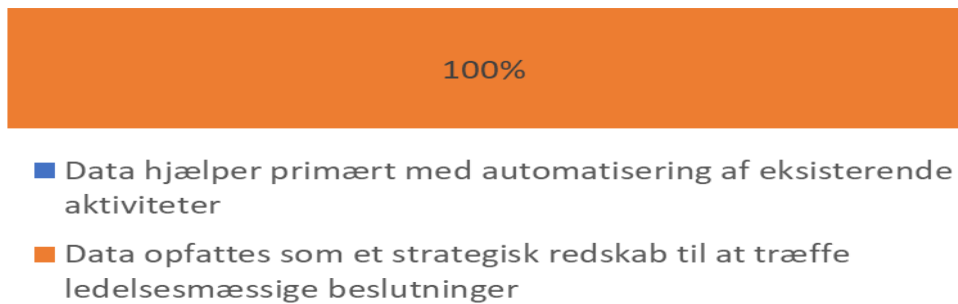 100%
Data hjælper primært med automatisering af eksisterende
aktiviteter
Data opfattes som et strategisk redskab til at træffe
ledelsesmæssige beslutninger